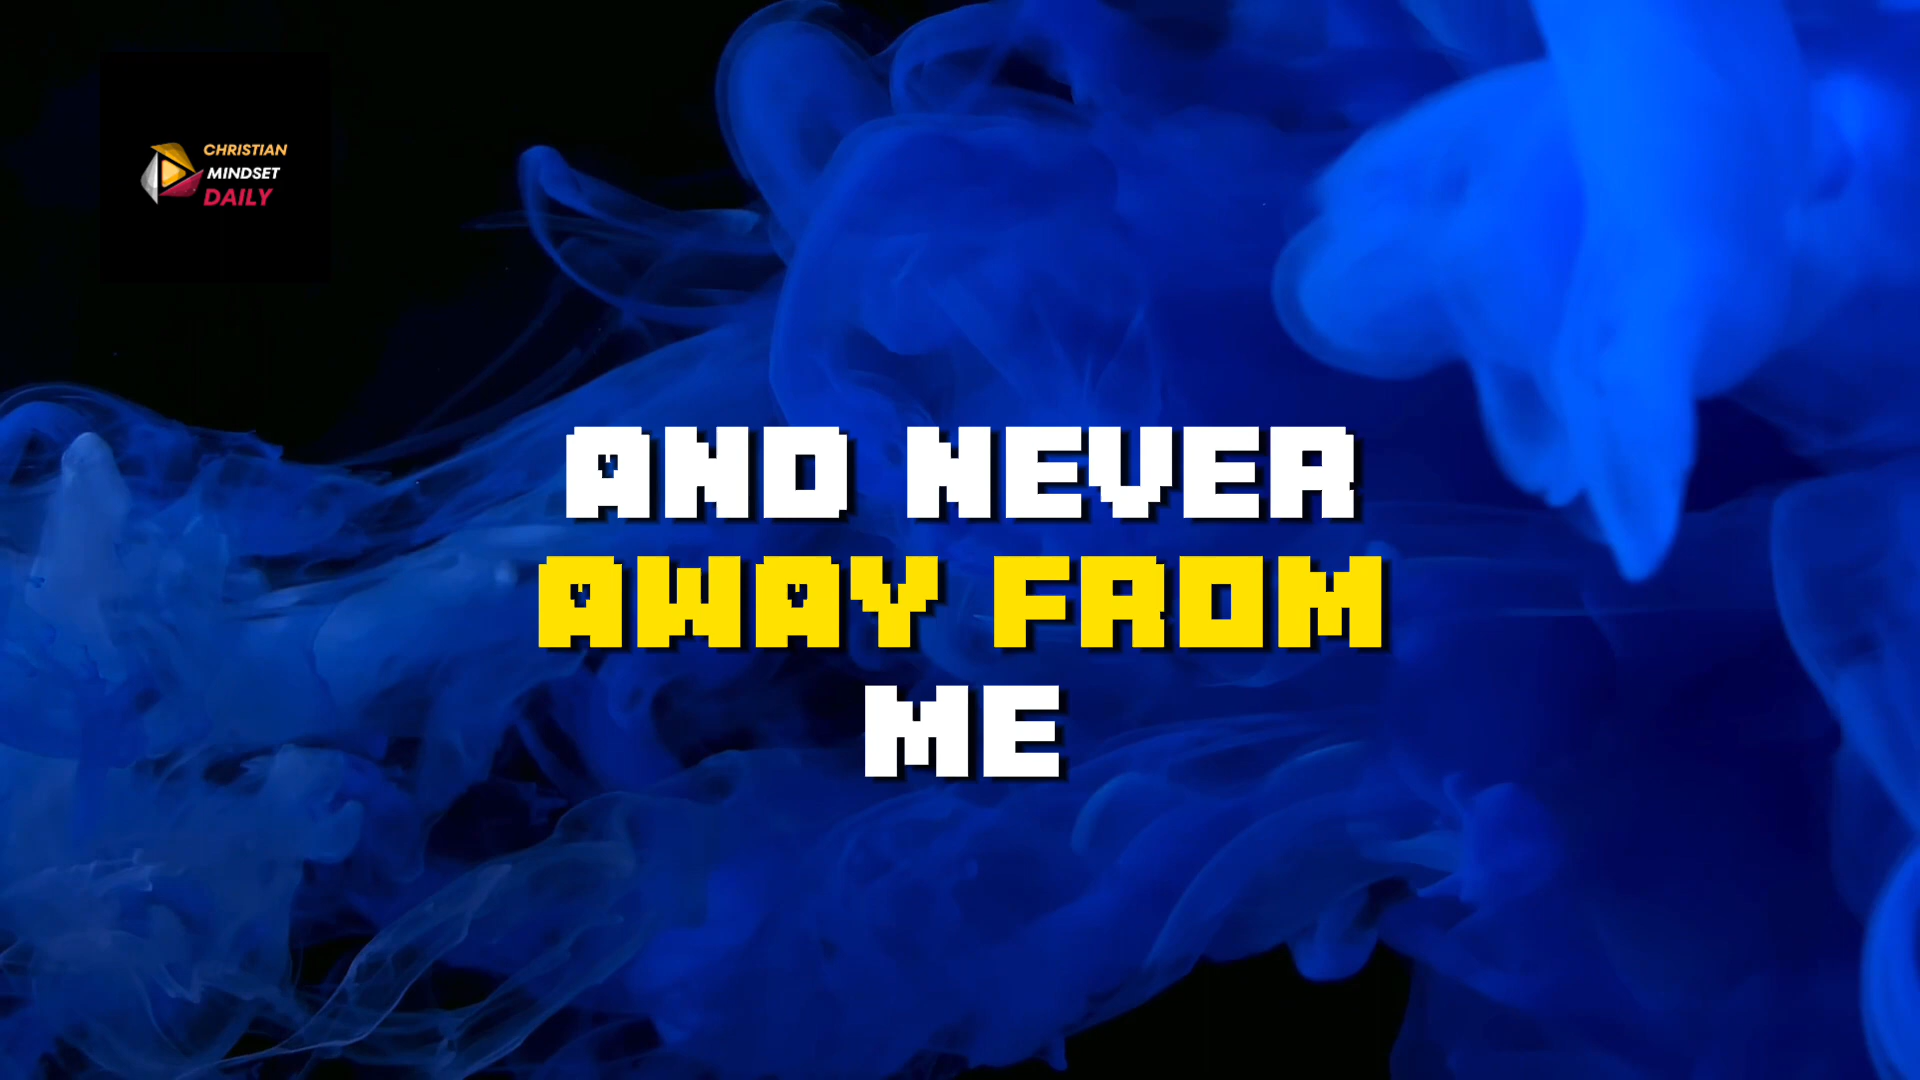 CHRISTIAN
MINDSET
DAILY
AND NEVER
AWAY FROM
ME